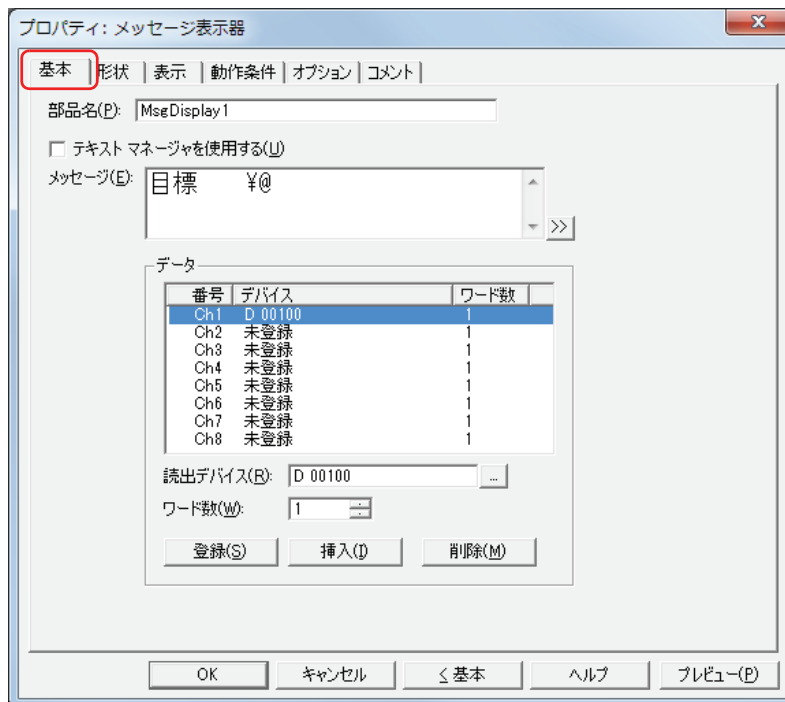 プロパティ: メッセージ表示器
基本 形状 表示 動作条件 オプション コメント
部品名(P): MsgDisplay1
テキスト マネージャを使用する(U)
メッセージ(E): 目標 ¥@
>>
データ
番号 デバイス ワード数
Ch1 D 00100 1
Ch2 未登録 1
Ch3 未登録 1
Ch4 未登録 1
Ch5 未登録 1
Ch6 未登録 1
Ch7 未登録 1
Ch8 未登録 1
読出デバイス(R): D 00100 ...
ワード数(W): 1
登録(S) 挿入(I) 削除(M)
OK キャンセル < 基本 ヘルプ プレビュー(P)